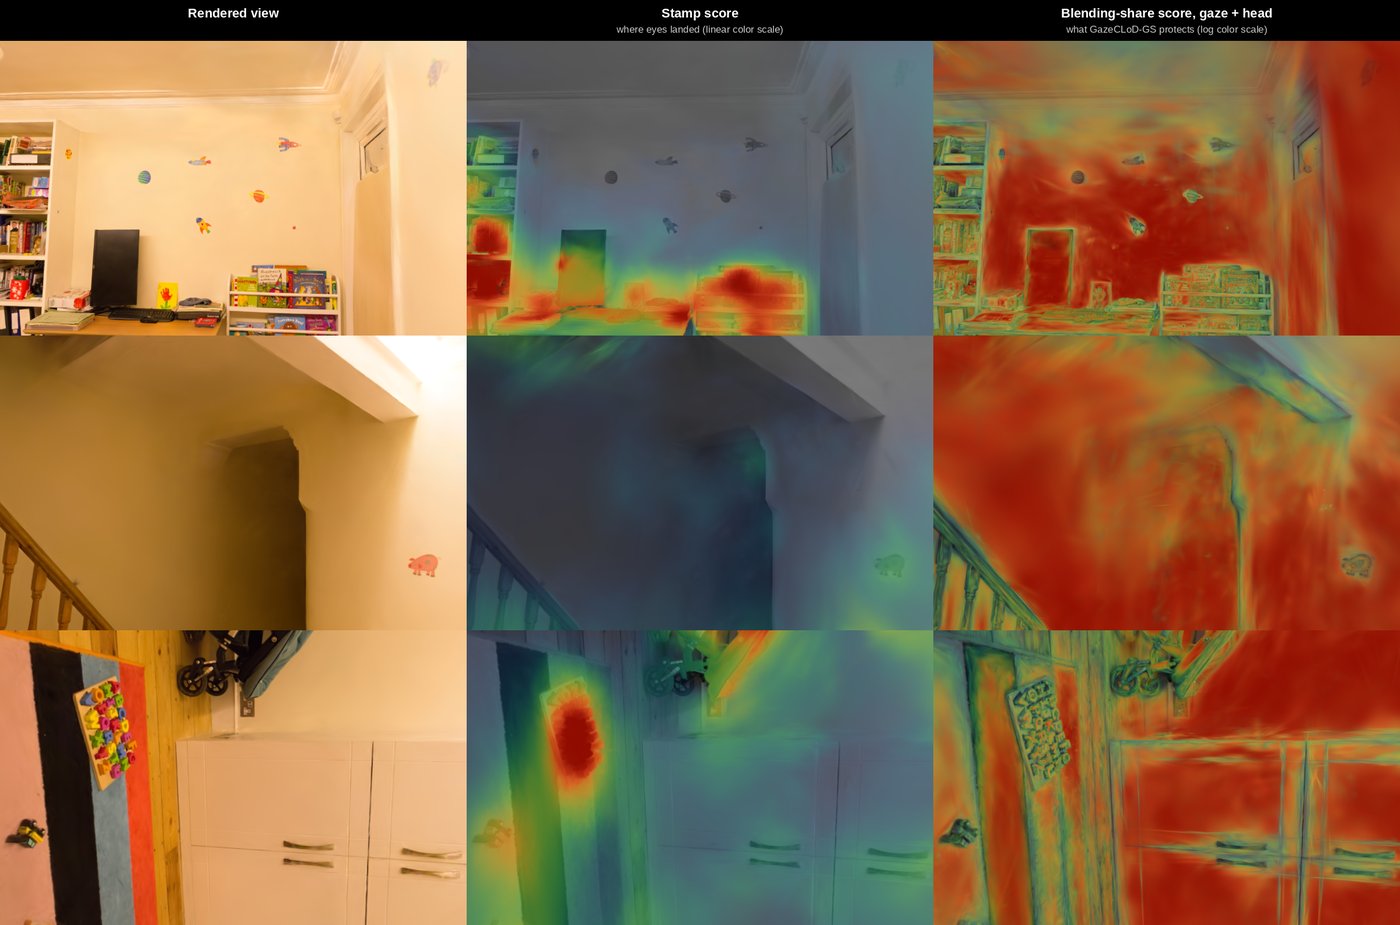 Rendered view
Stamp score
where eyes landed (linear color scale)
Blending-share score, gaze + head
what GazeCLoD-GS protects (log color scale)